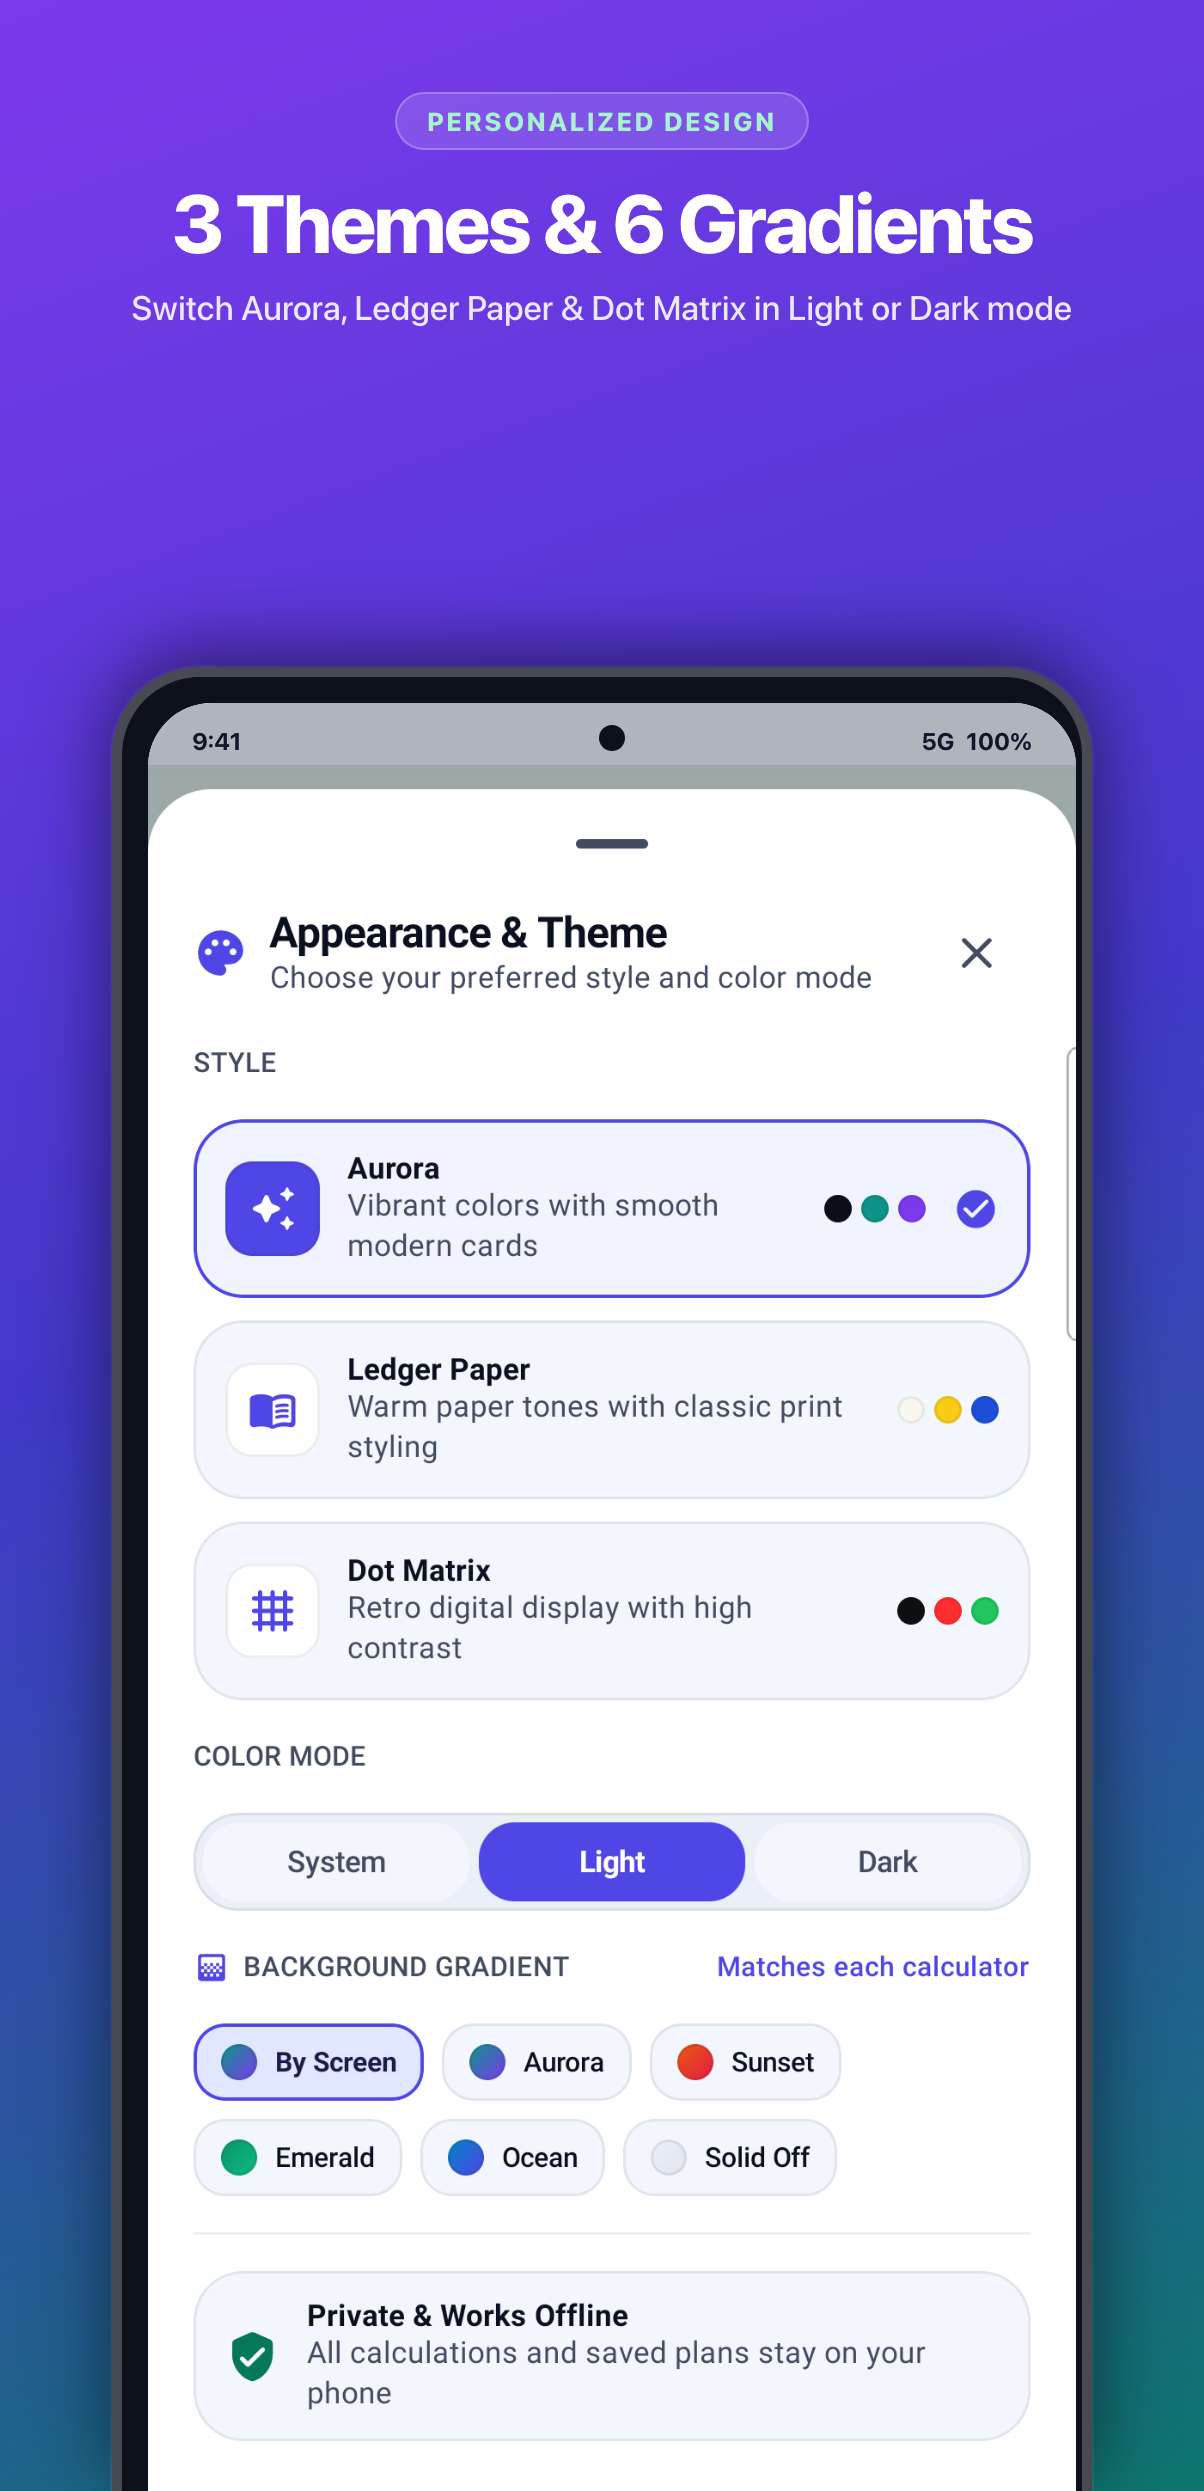 PERSONALIZED DESIGN
3 Themes & 6 Gradients
Switch Aurora, Ledger Paper & Dot Matrix in Light or Dark mode
9:41
5G 100%
Appearance & Theme
Choose your preferred style and color mode
STYLE
Aurora
Vibrant colors with smooth
modern cards
Ledger Paper
Warm paper tones with classic print
styling
Dot Matrix
Retro digital display with high
contrast
COLOR MODE
System
Light
Dark
BACKGROUND GRADIENT
Matches each calculator
By Screen
Aurora
Sunset
Emerald
Ocean
Solid Off
Private & Works Offline
All calculations and saved plans stay on your
phone